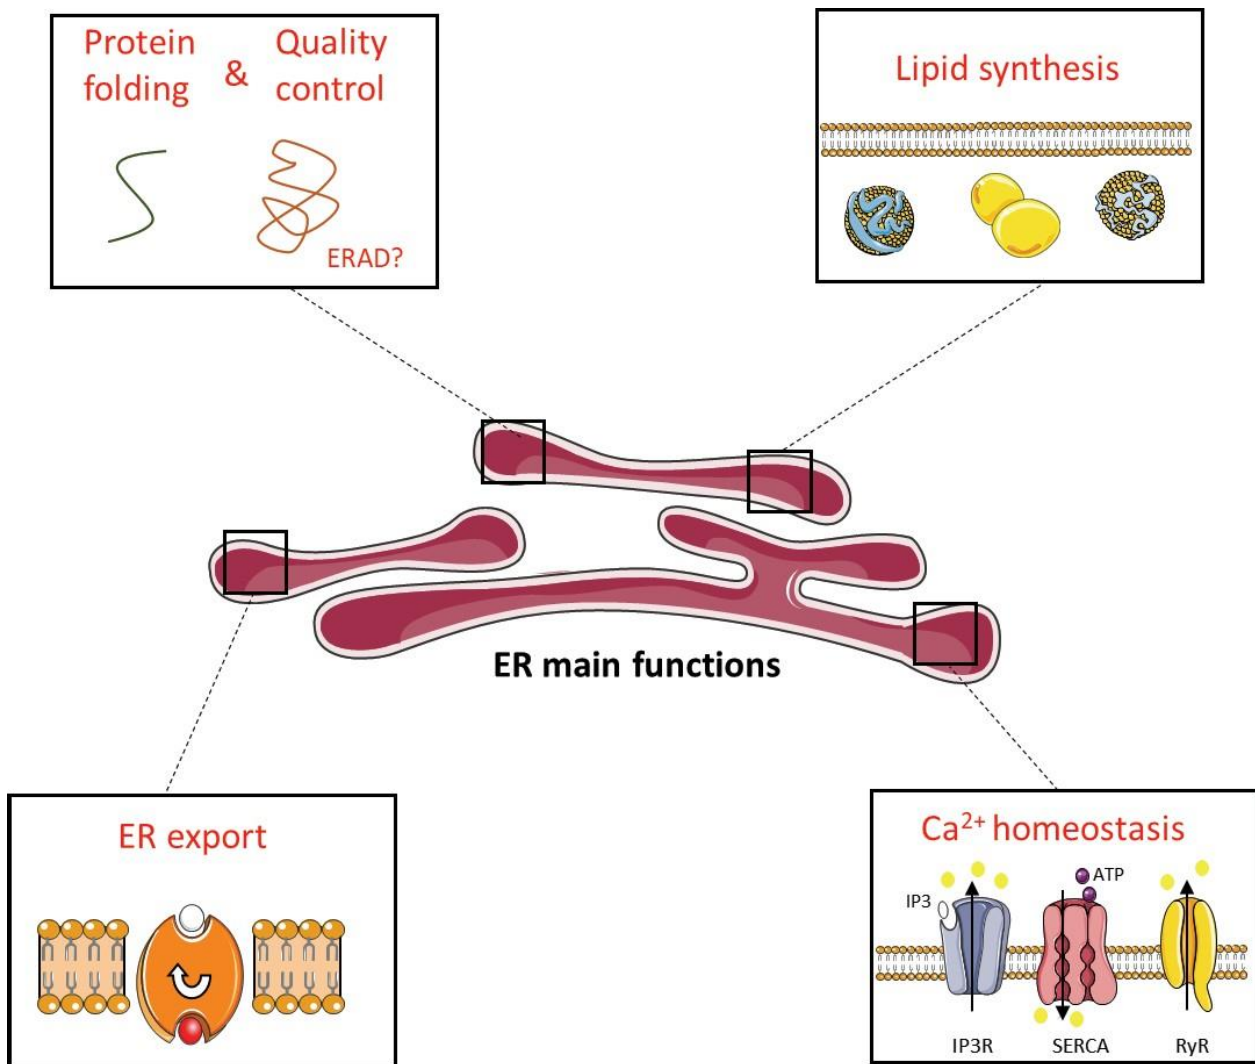 Protein folding & Quality control
ERAD?
Lipid synthesis
ER main functions
ER export
Ca²⁺ homeostasis
ATP
IP3
IP3R SERCA RyR